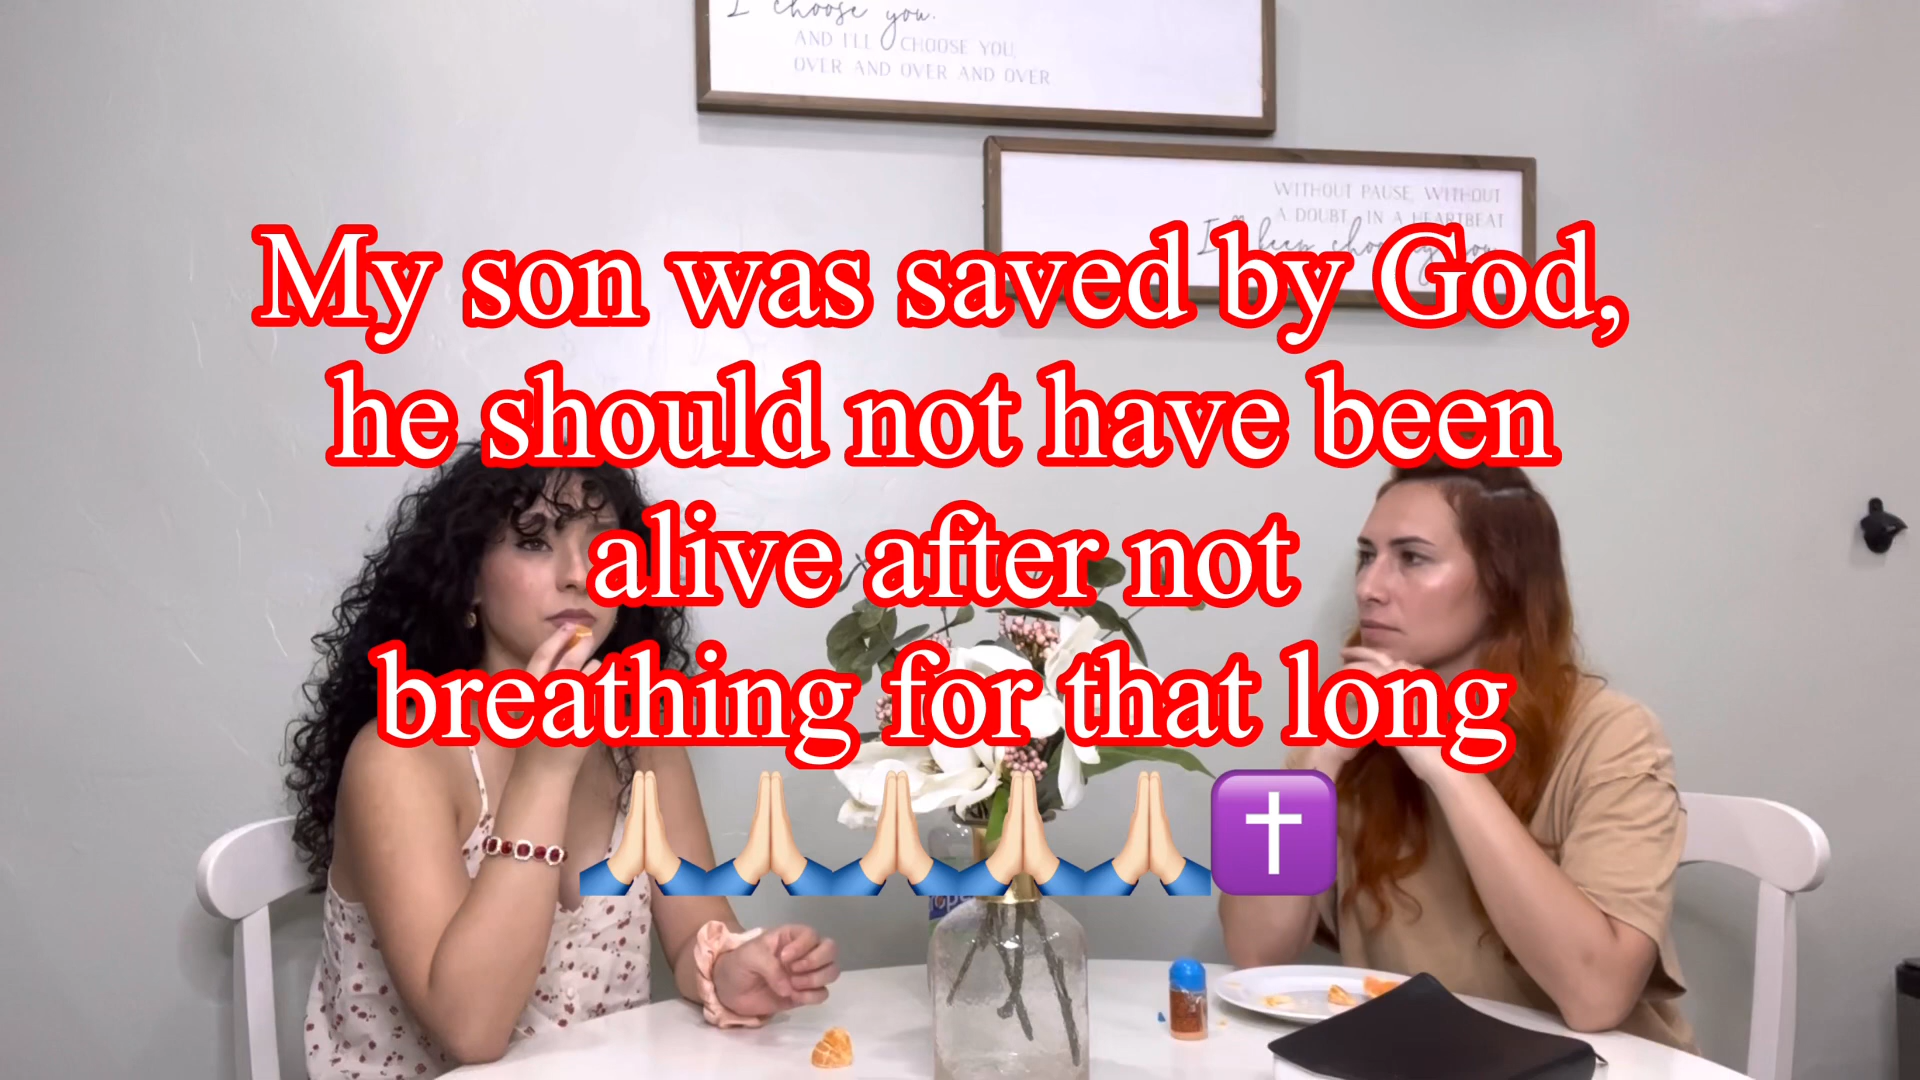 I choose you.
AND I'LL CHOOSE YOU,
OVER AND OVER AND OVER.
WITHOUT PAUSE, WITHOUT
A DOUBT, IN A HEARTBEAT
My son was saved by God,
he should not have been
alive after not
breathing for that long